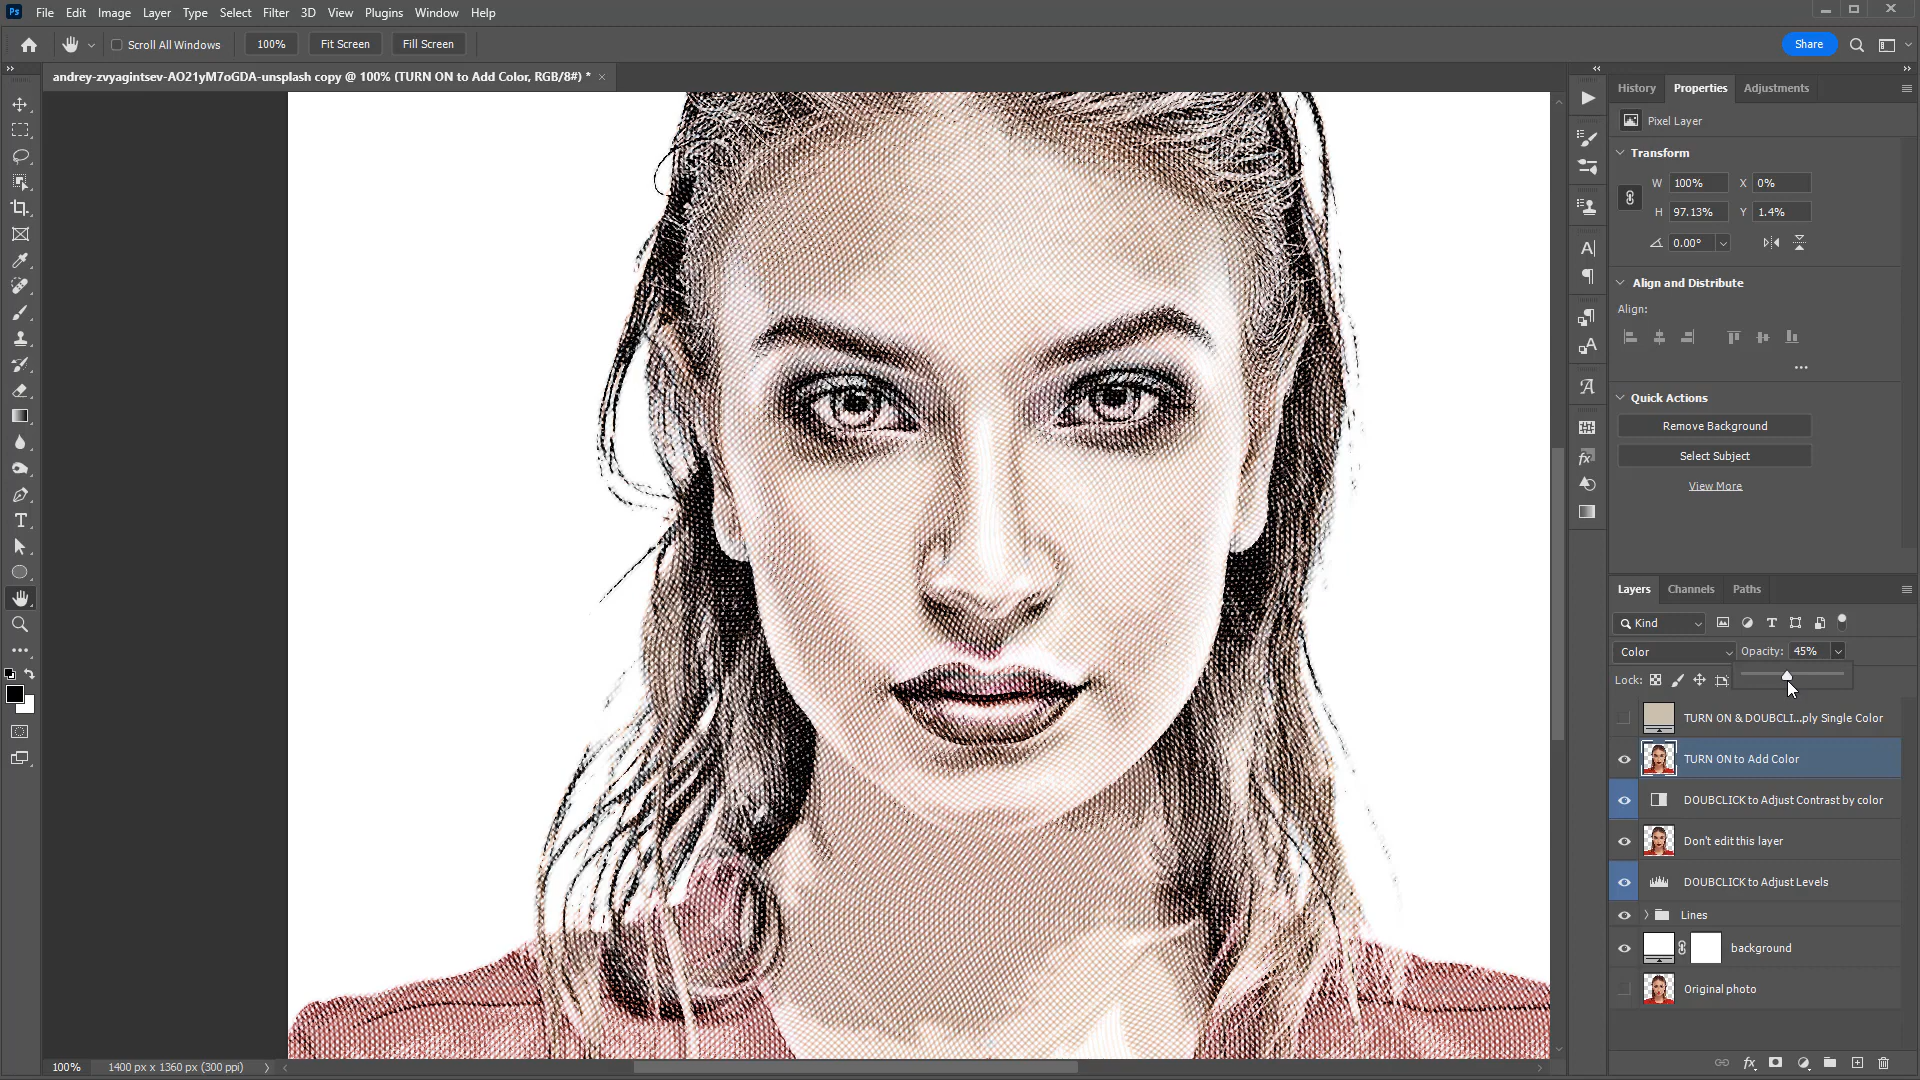 Ps File Edit Image Layer Type Select Filter 3D View Plugins Window Help
Scroll All Windows 100% Fit Screen Fill Screen Share
andrey-zvyagintsev-AO21yM7oGDA-unsplash copy @ 100% (TURN ON to Add Color, RGB/8#) *
History Properties Adjustments
Pixel Layer
Transform
W 100% X 0%
H 97.13% Y 1.4%
0.00°
Align and Distribute
Align:
Quick Actions
Remove Background
Select Subject
View More
Layers Channels Paths
Kind
Color Opacity: 45%
Lock:
TURN ON & DOUBCLI...ply Single Color
TURN ON to Add Color
DOUBCLICK to Adjust Contrast by color
Don't edit this layer
DOUBCLICK to Adjust Levels
Lines
background
Original photo
100% 1400 px x 1360 px (300 ppi)